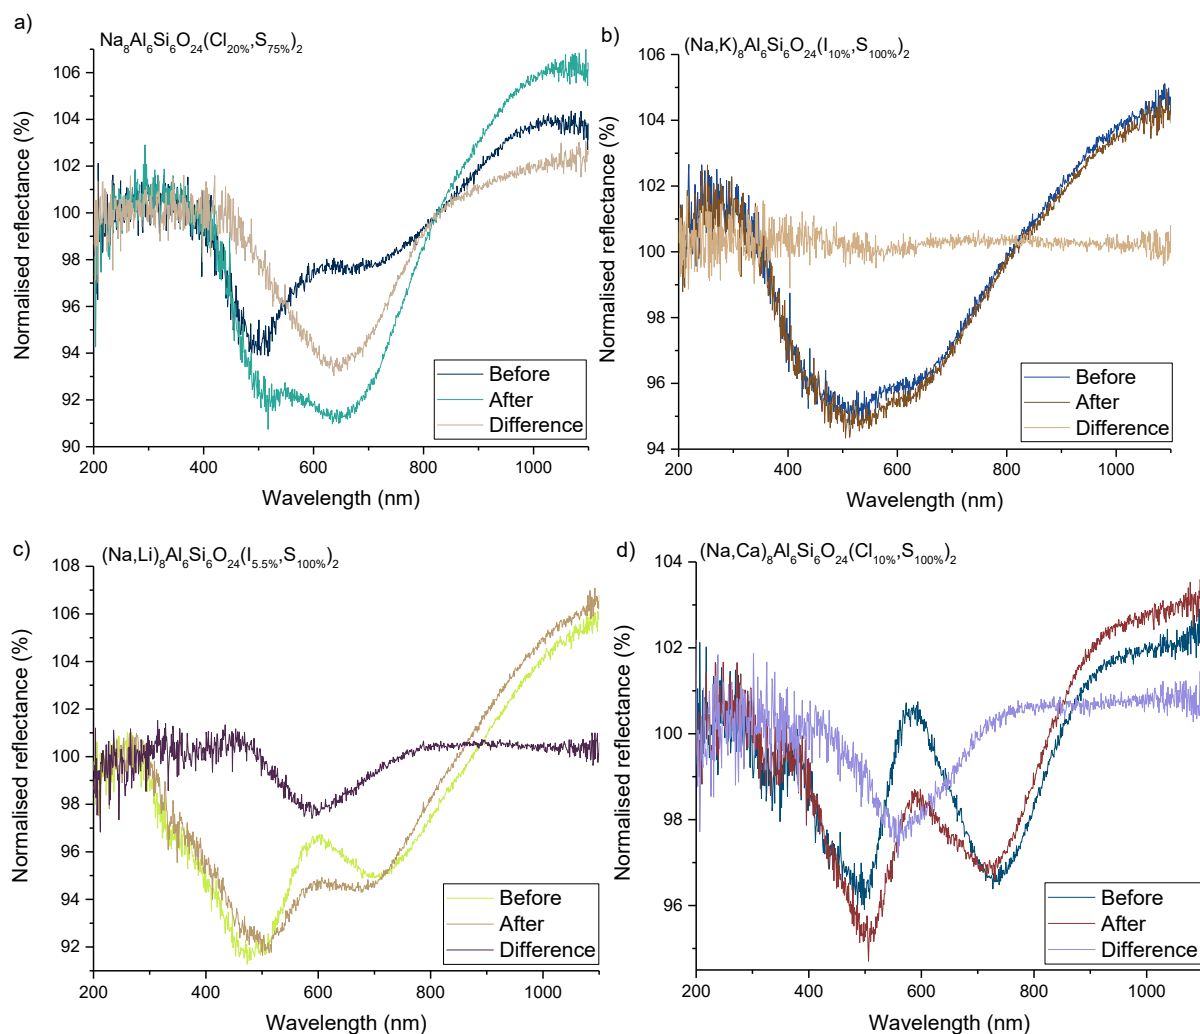 a)
Na8Al6Si6O24(Cl20%,S75%)2
Normalised reflectance (%)
106
104
102
100
98
96
94
92
90
200 400 600 800 1000
Wavelength (nm)
Before
After
Difference
b)
(Na,K)8Al6Si6O24(I10%,S100%)2
Normalised reflectance (%)
106
104
102
100
98
96
94
200 400 600 800 1000
Wavelength (nm)
Before
After
Difference
c)
(Na,Li)8Al6Si6O24(I5.5%,S100%)2
Normalised reflectance (%)
108
106
104
102
100
98
96
94
92
200 400 600 800 1000
Wavelength (nm)
Before
After
Difference
d)
(Na,Ca)8Al6Si6O24(Cl10%,S100%)2
Normalised reflectance (%)
104
102
100
98
96
200 400 600 800 1000
Wavelength (nm)
Before
After
Difference